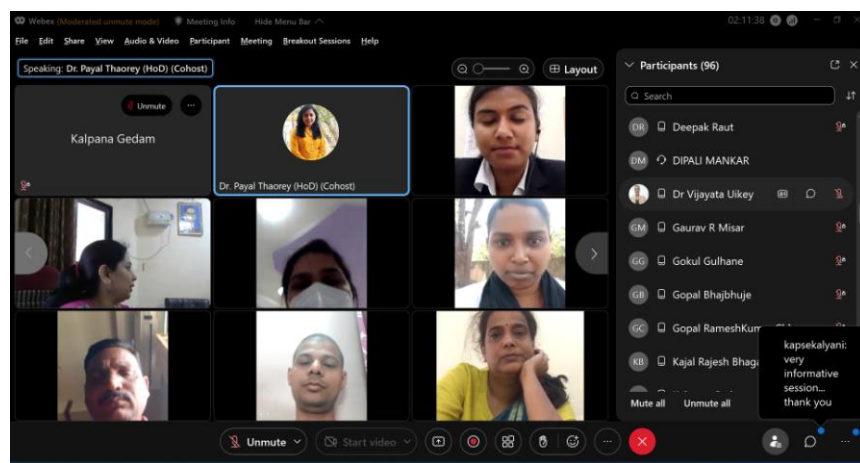 Webex (Moderated unmute mode) Meeting Info Hide Menu Bar 02:11:38
File Edit Share View Audio & Video Participant Meeting Breakout Sessions Help
Speaking: Dr. Payal Thaorey (HoD) (Cohost)
Layout
Unmute
Kalpana Gedam
Dr. Payal Thaorey (HoD) (Cohost)
Participants (96)
Search
DR Deepak Raut
DM DIPALI MANKAR
Dr Vijayata Uikey
GM Gaurav R Misar
GG Gokul Gulhane
GB Gopal Bhajbhuje
GC Gopal RameshKum
KB Kajal Rajesh Bhaga
Mute all Unmute all
kapsekalyani:
very
informative
session...
thank you
Unmute Start video